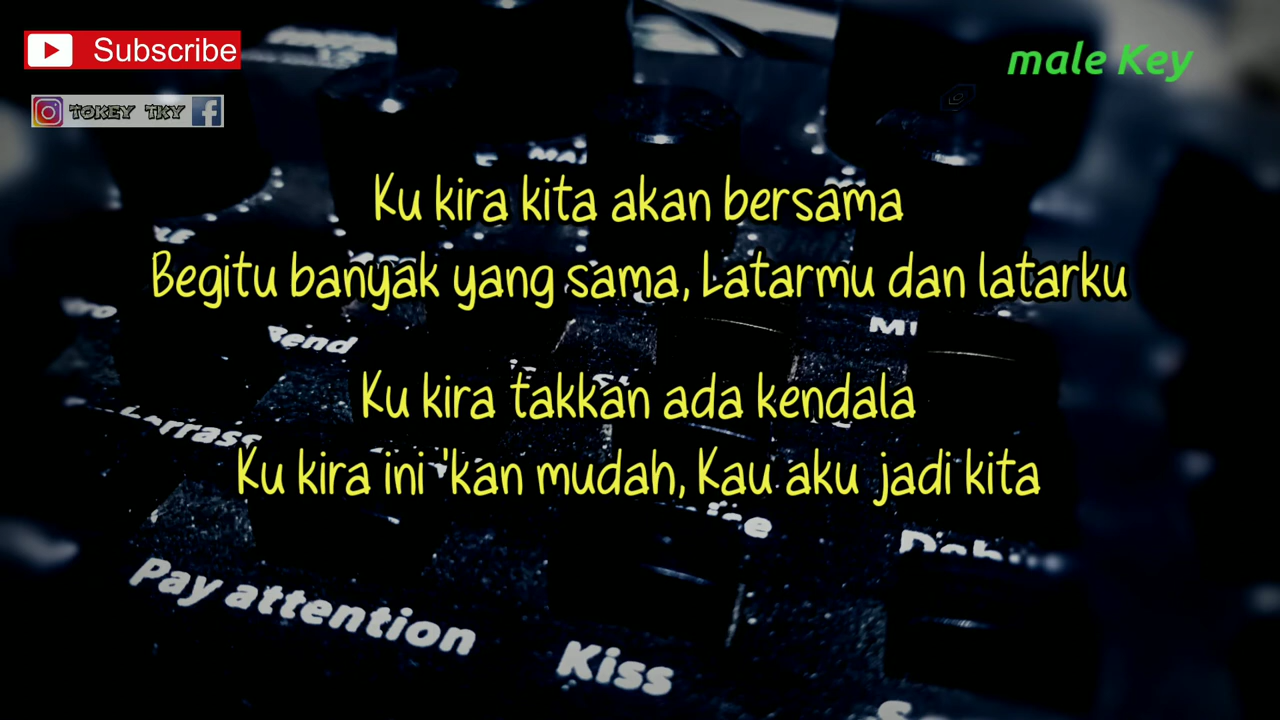 Subscribe
male Key
TOKEY TKY
Ku kira kita akan bersama
Begitu banyak yang sama, Latarmu dan latarku
Bend
Ku kira takkan ada kendala
Ku kira ini 'kan mudah, Kau aku jadi kita
Pay attention
Kiss